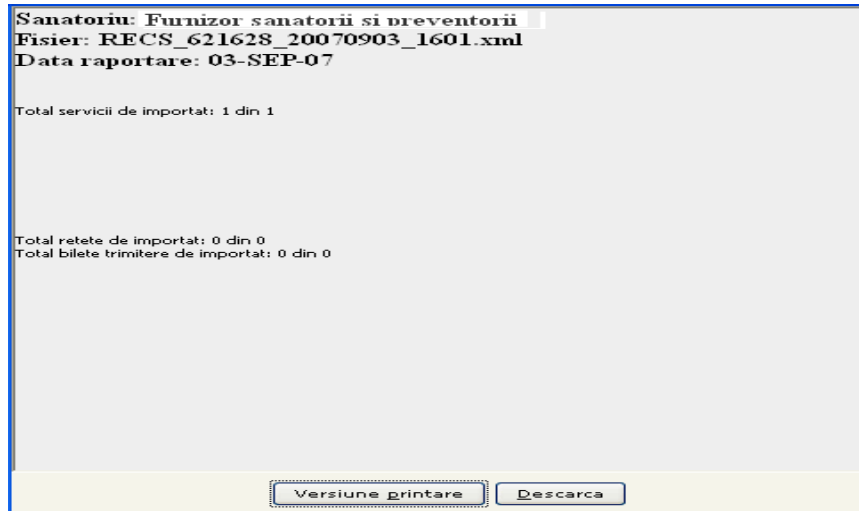 Sanatoriu: Furnizor sanatorii si preventorii
Fisier: RECS_621628_20070903_1601.xml
Data raportare: 03-SEP-07
Total servicii de importat: 1 din 1
Total retete de importat: 0 din 0
Total bilete trimitere de importat: 0 din 0
Versiune printare Descarca